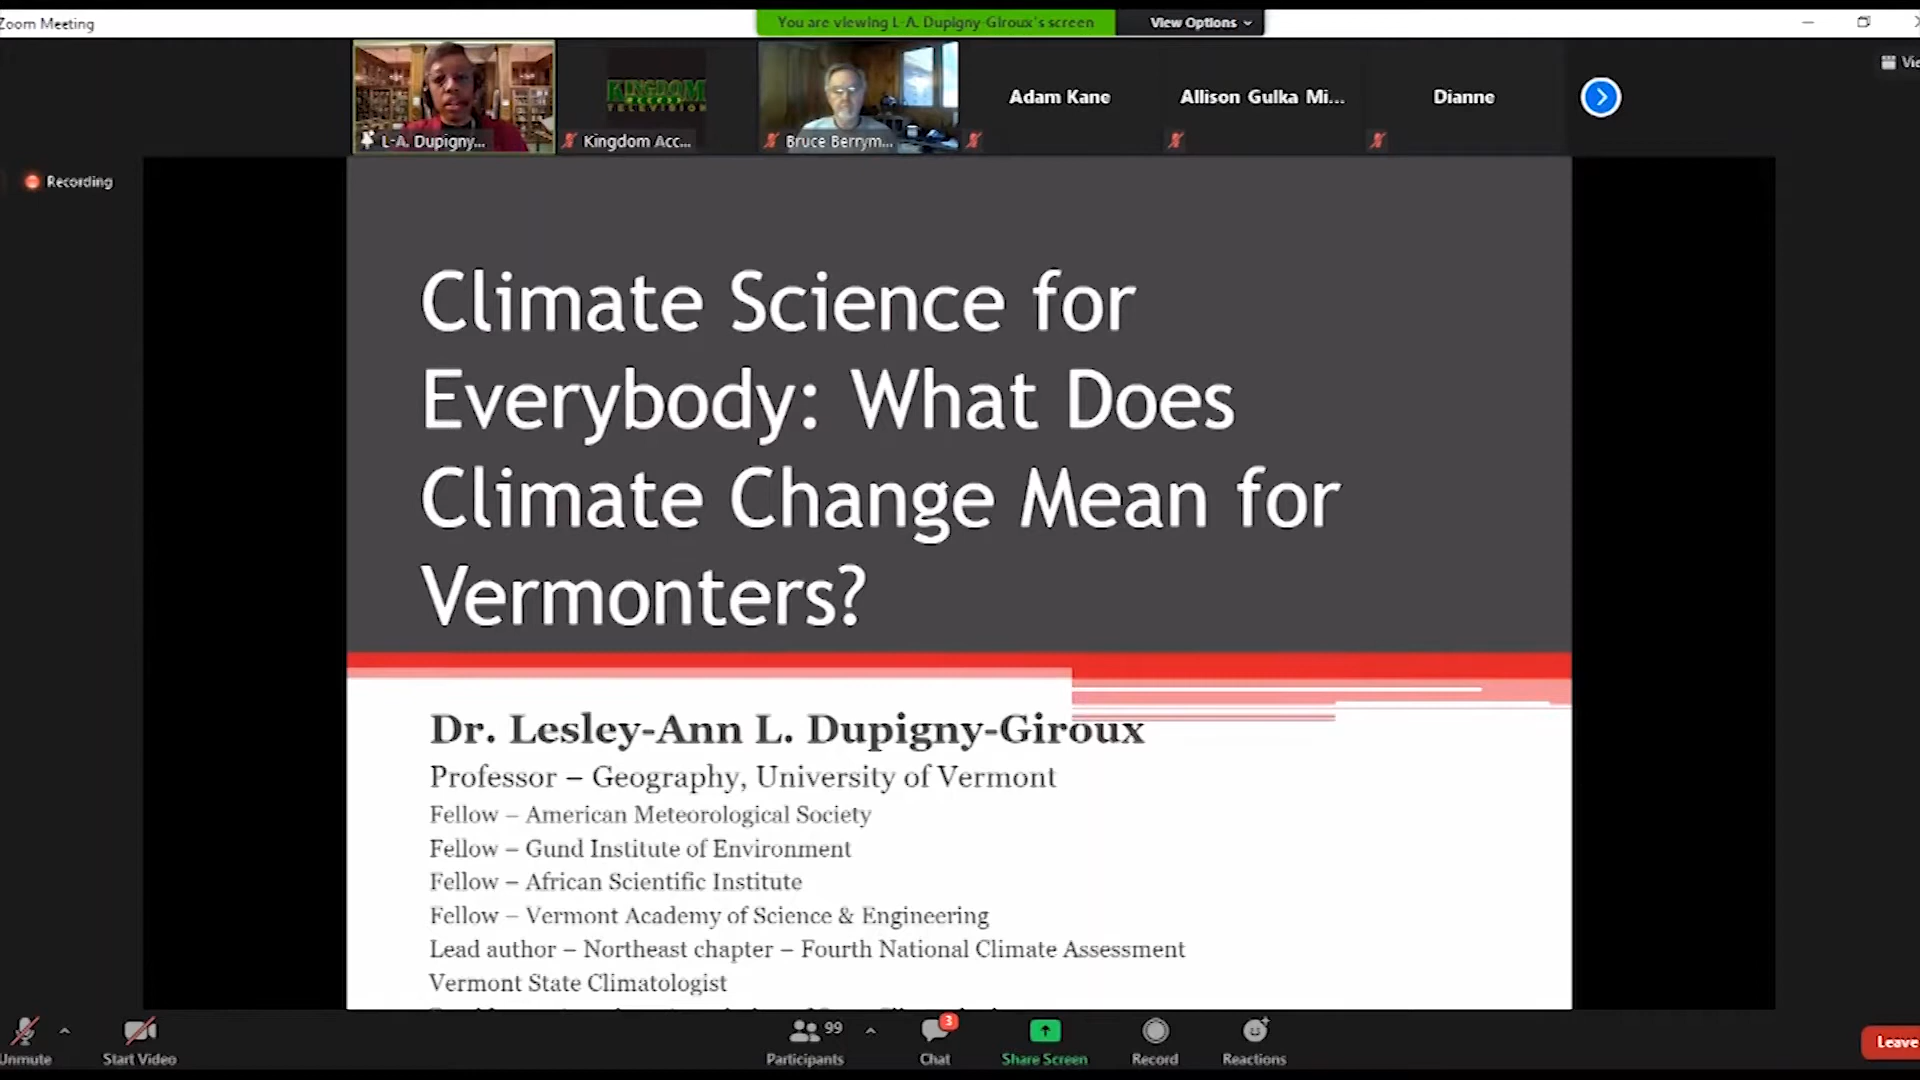 Zoom Meeting
You are viewing L-A. Dupigny-Giroux's screen
View Options
KINGDOM
access
TELEVISION
L-A. Dupigny...
Kingdom Acc...
Bruce Berrym...
Adam Kane
Allison Gulka Mi...
Dianne
Vie
Recording
Climate Science for
Everybody: What Does
Climate Change Mean for
Vermonters?
Dr. Lesley-Ann L. Dupigny-Giroux
Professor – Geography, University of Vermont
Fellow – American Meteorological Society
Fellow – Gund Institute of Environment
Fellow – African Scientific Institute
Fellow – Vermont Academy of Science & Engineering
Lead author – Northeast chapter – Fourth National Climate Assessment
Vermont State Climatologist
Unmute
Start Video
99
Participants
3
Chat
Share Screen
Record
Reactions
Leave